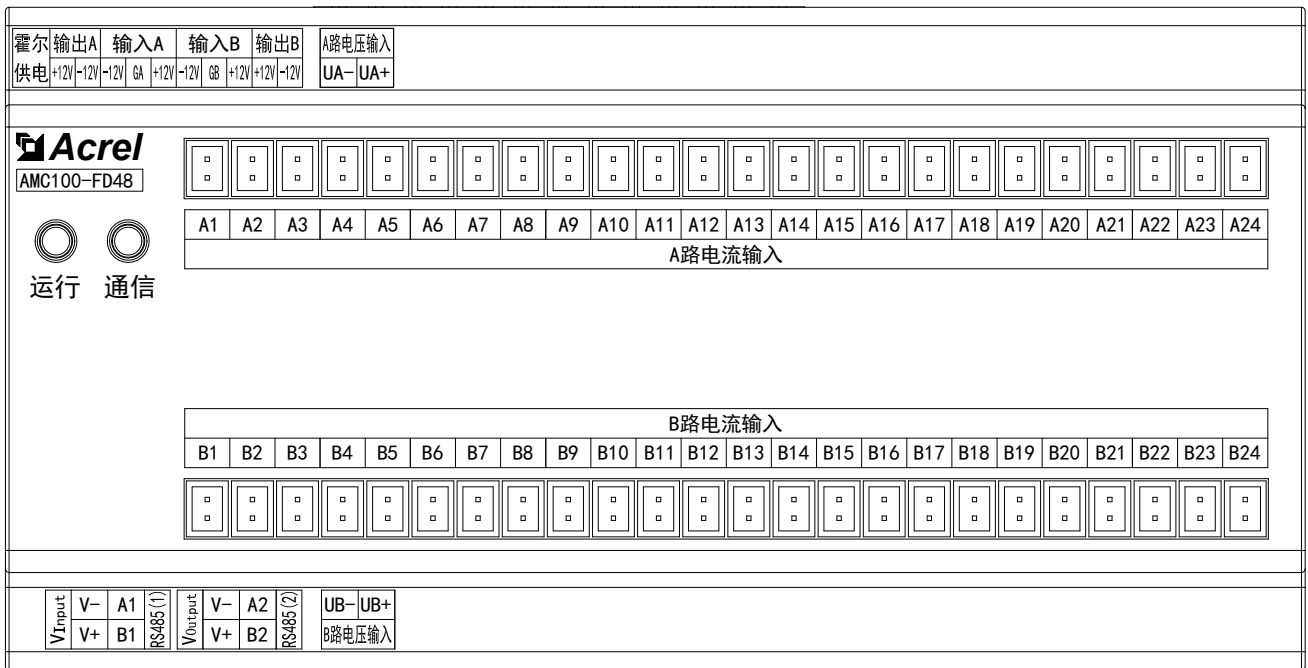 霍尔 输出A 输入A 输入B 输出B A路电压输入
供电 +12V -12V -12V GA +12V -12V GB +12V +12V -12V UA- UA+
Acrel
AMC100-FD48
A1 A2 A3 A4 A5 A6 A7 A8 A9 A10 A11 A12 A13 A14 A15 A16 A17 A18 A19 A20 A21 A22 A23 A24
A路电流输入
运行 通信
B路电流输入
B1 B2 B3 B4 B5 B6 B7 B8 B9 B10 B11 B12 B13 B14 B15 B16 B17 B18 B19 B20 B21 B22 B23 B24
VInput V- A1 RS485(1) VOutput V- A2 RS485(2) UB- UB+
V+ B1 V+ B2 B路电压输入